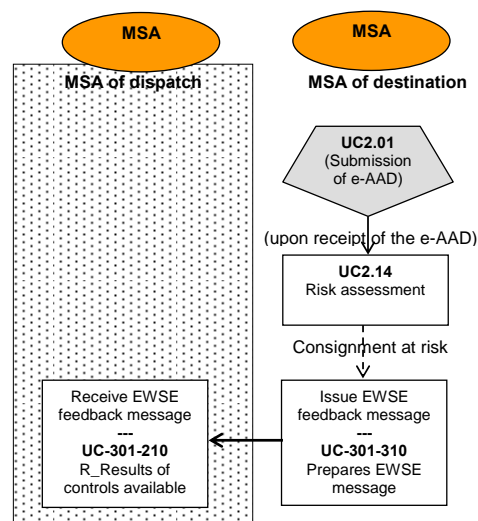 MSA
MSA
MSA of dispatch
MSA of destination
UC2.01
(Submission
of e-AAD)
(upon receipt of the e-AAD)
UC2.14
Risk assessment
Consignment at risk
Receive EWSE
feedback message
---
UC-301-210
R_Results of
controls available
Issue EWSE
feedback message
---
UC-301-310
Prepares EWSE
message